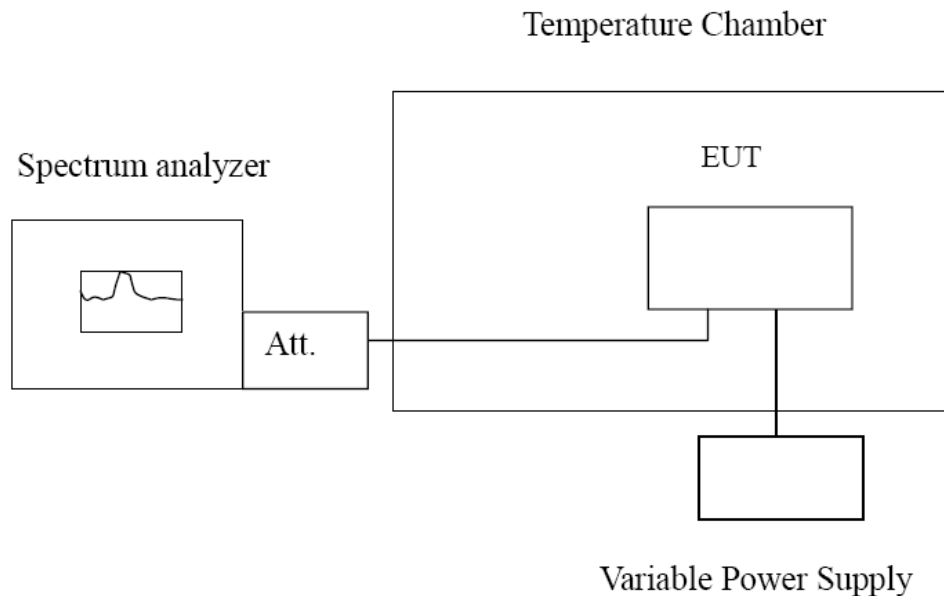 Temperature Chamber
Spectrum analyzer
EUT
Att.
Variable Power Supply